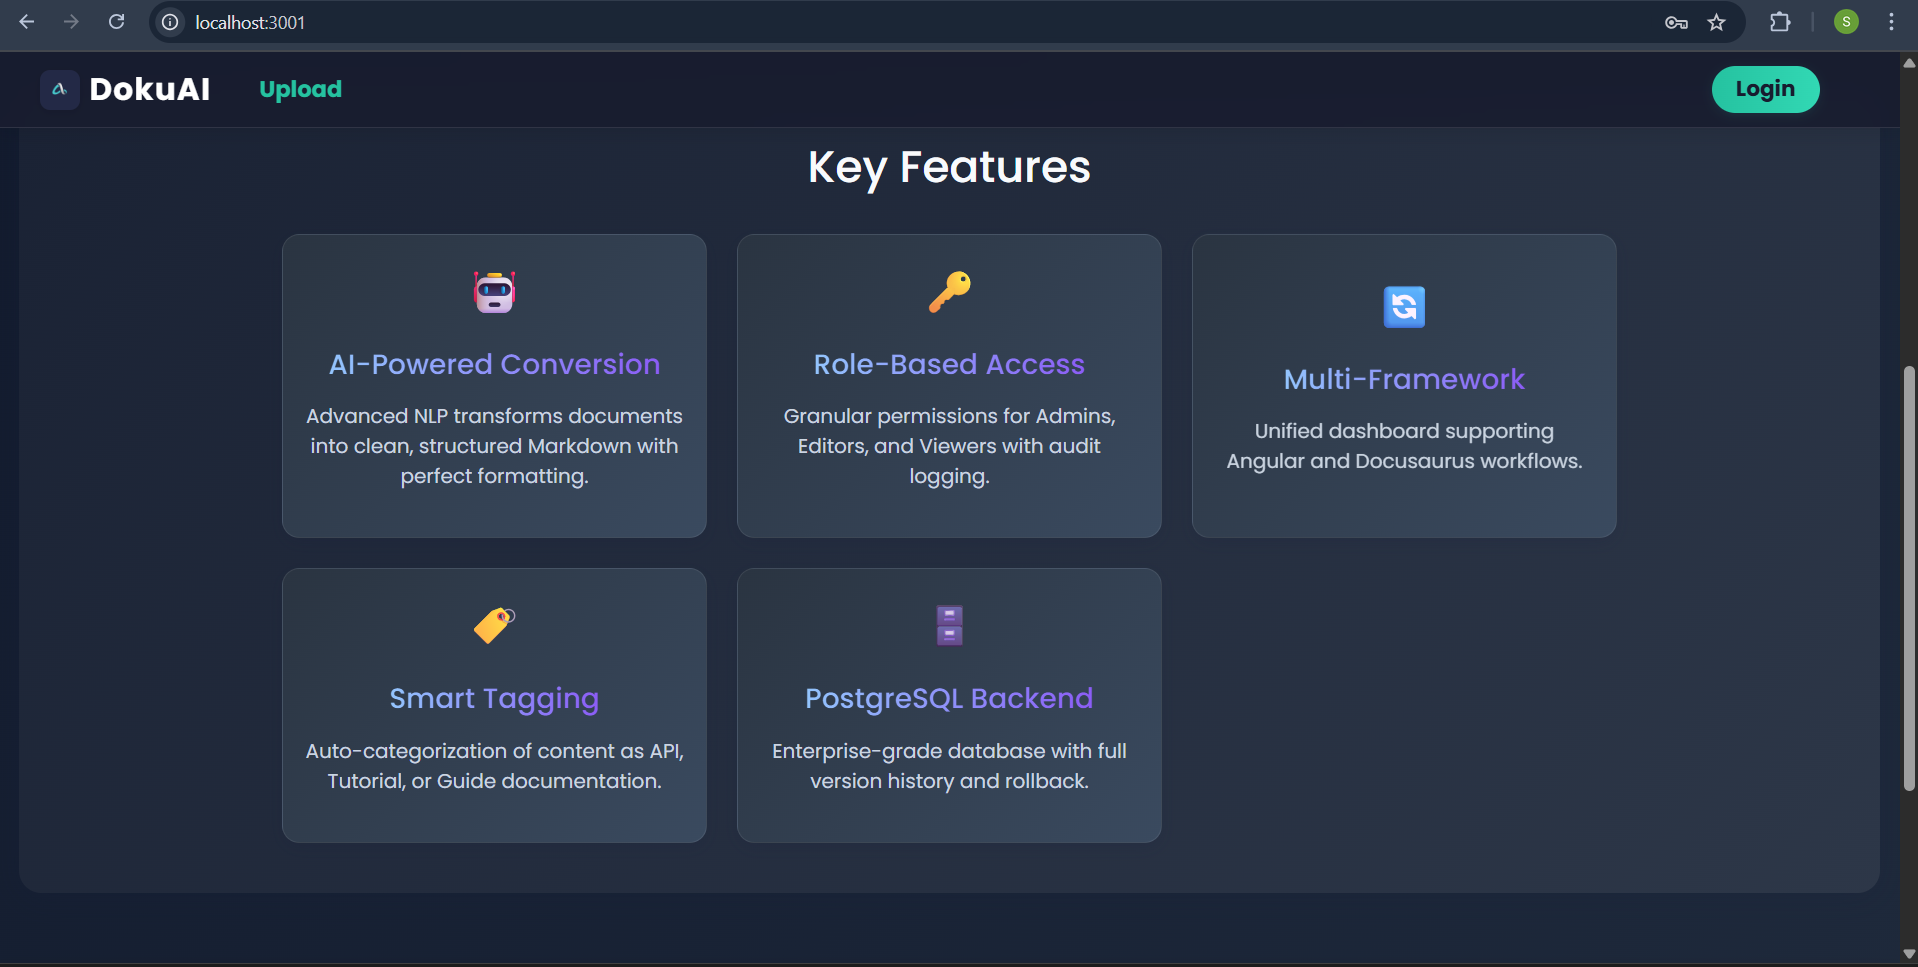 localhost:3001
S
DokuAI
Upload
Login
Key Features
AI-Powered Conversion
Advanced NLP transforms documents
into clean, structured Markdown with
perfect formatting.
Role-Based Access
Granular permissions for Admins,
Editors, and Viewers with audit
logging.
Multi-Framework
Unified dashboard supporting
Angular and Docusaurus workflows.
Smart Tagging
Auto-categorization of content as API,
Tutorial, or Guide documentation.
PostgreSQL Backend
Enterprise-grade database with full
version history and rollback.